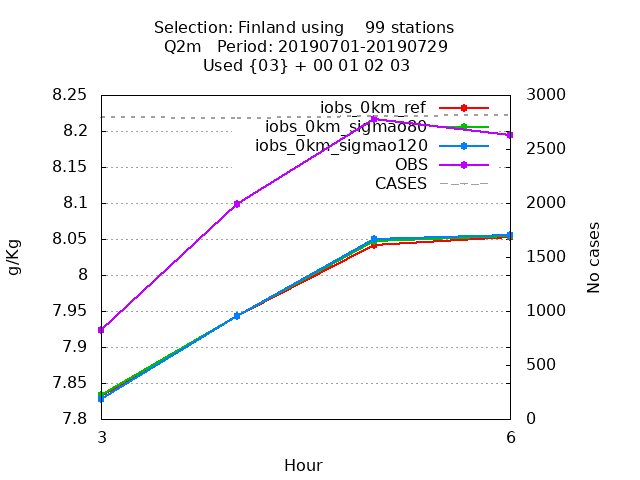 Selection: Finland using    99 stations
Q2m   Period: 20190701-20190729
Used {03} + 00 01 02 03
8.25
8.2
8.15
8.1
8.05
8
7.95
7.9
7.85
7.8
g/Kg
iobs_0km_ref
iobs_0km_sigmao80
iobs_0km_sigmao120
OBS
CASES
3000
2500
2000
1500
1000
500
0
No cases
3
6
Hour